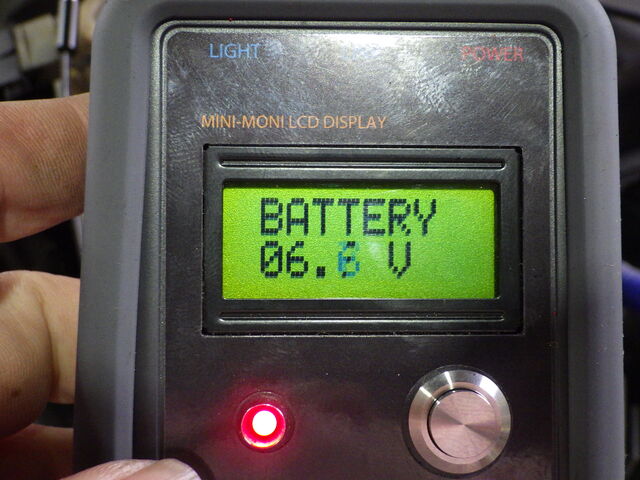 LIGHT
POWER
MINI-MONI LCD DISPLAY
BATTERY
06.6 V